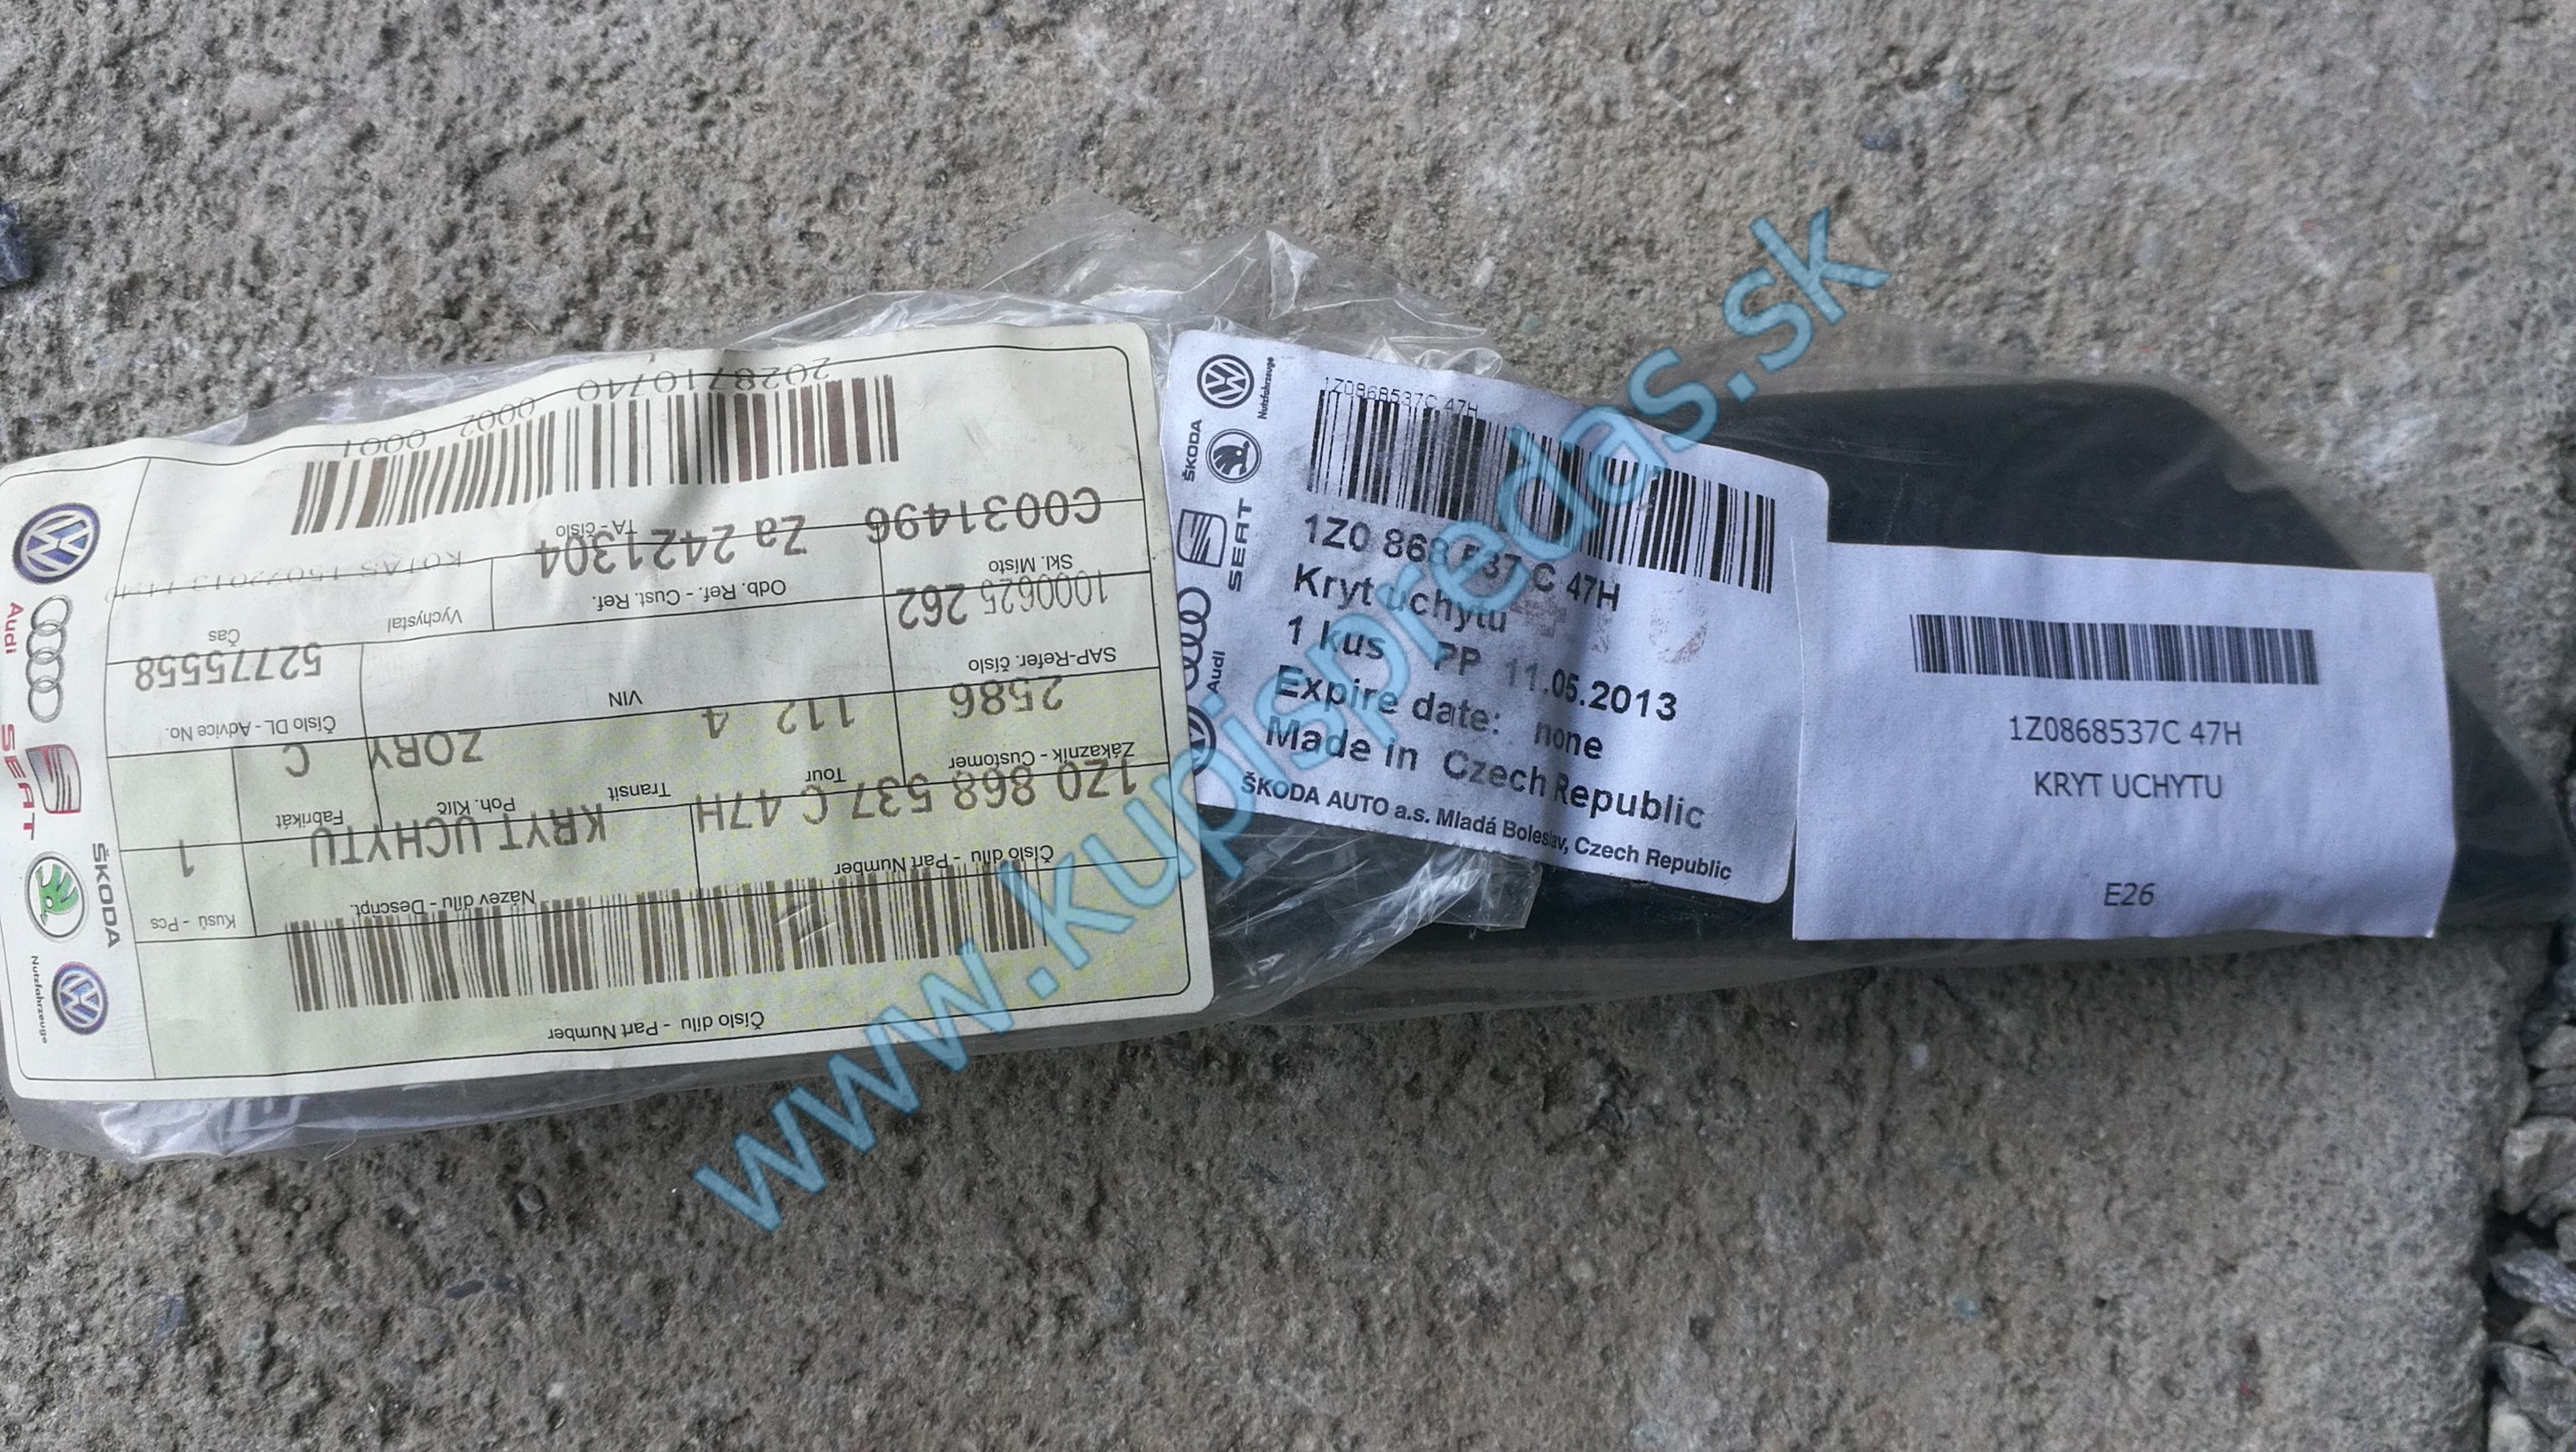 2028710740 0002 0001
TA - číslo
C0031496
Za 2421304
Skl. Místo
Odb. Ref. - Cust. Ref.
Vychystal
Čas
1000625 262
52775558
SAP-Refer. číslo
VIN
Číslo DL - Advice No.
2586
112 4
ZORY
C
Zákazník - Customer
Tour
Transit
Poh. Klíč
Fabrikát
1Z0 868 537 C 47H
KRYT UCHYTU
1
Číslo dílu - Part Number
Název dílu - Descript.
Kusů - Pcs
Číslo dílu - Part Number
Audi
SEAT
ŠKODA
Nutzfahrzeuge
Nutzfahrzeuge
ŠKODA
SEAT
Audi
1Z0868537C 47H
1Z0 868 537 C 47H
Kryt uchytu
1 kus PP 11.05.2013
Expire date: none
Made in Czech Republic
ŠKODA AUTO a.s. Mladá Boleslav, Czech Republic
1Z0868537C 47H
KRYT UCHYTU
E26
www.kupispredas.sk